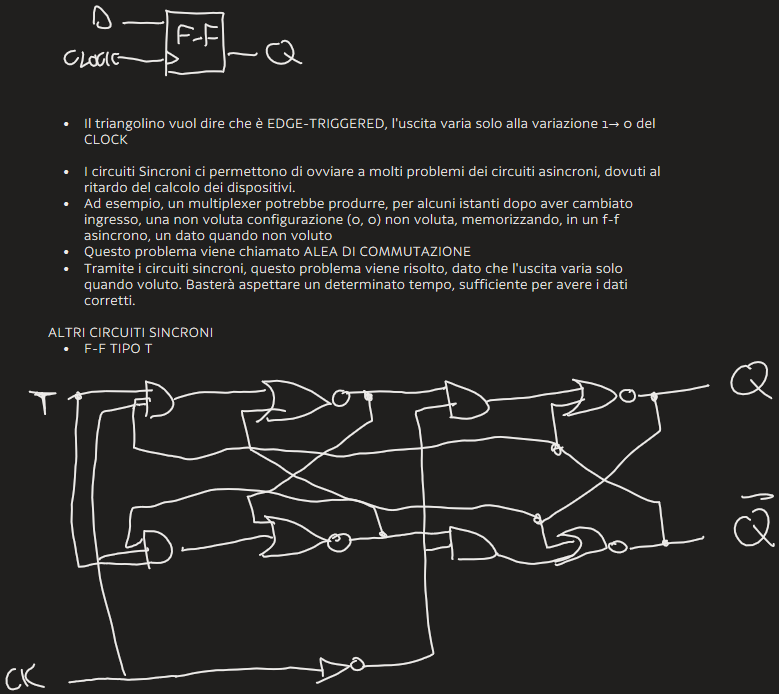 D
F-F
CLOCK
Q
• Il triangolino vuol dire che è EDGE-TRIGGERED, l'uscita varia solo alla variazione 1→ 0 del
CLOCK
• I circuiti Sincroni ci permettono di ovviare a molti problemi dei circuiti asincroni, dovuti al
ritardo del calcolo dei dispositivi.
• Ad esempio, un multiplexer potrebbe produrre, per alcuni istanti dopo aver cambiato
ingresso, una non voluta configurazione (0, 0) non voluta, memorizzando, in un f-f
asincrono, un dato quando non voluto
• Questo problema viene chiamato ALEA DI COMMUTAZIONE
• Tramite i circuiti sincroni, questo problema viene risolto, dato che l'uscita varia solo
quando voluto. Basterà aspettare un determinato tempo, sufficiente per avere i dati
corretti.
ALTRI CIRCUITI SINCRONI
• F-F TIPO T
T
Q
Q̅
CK